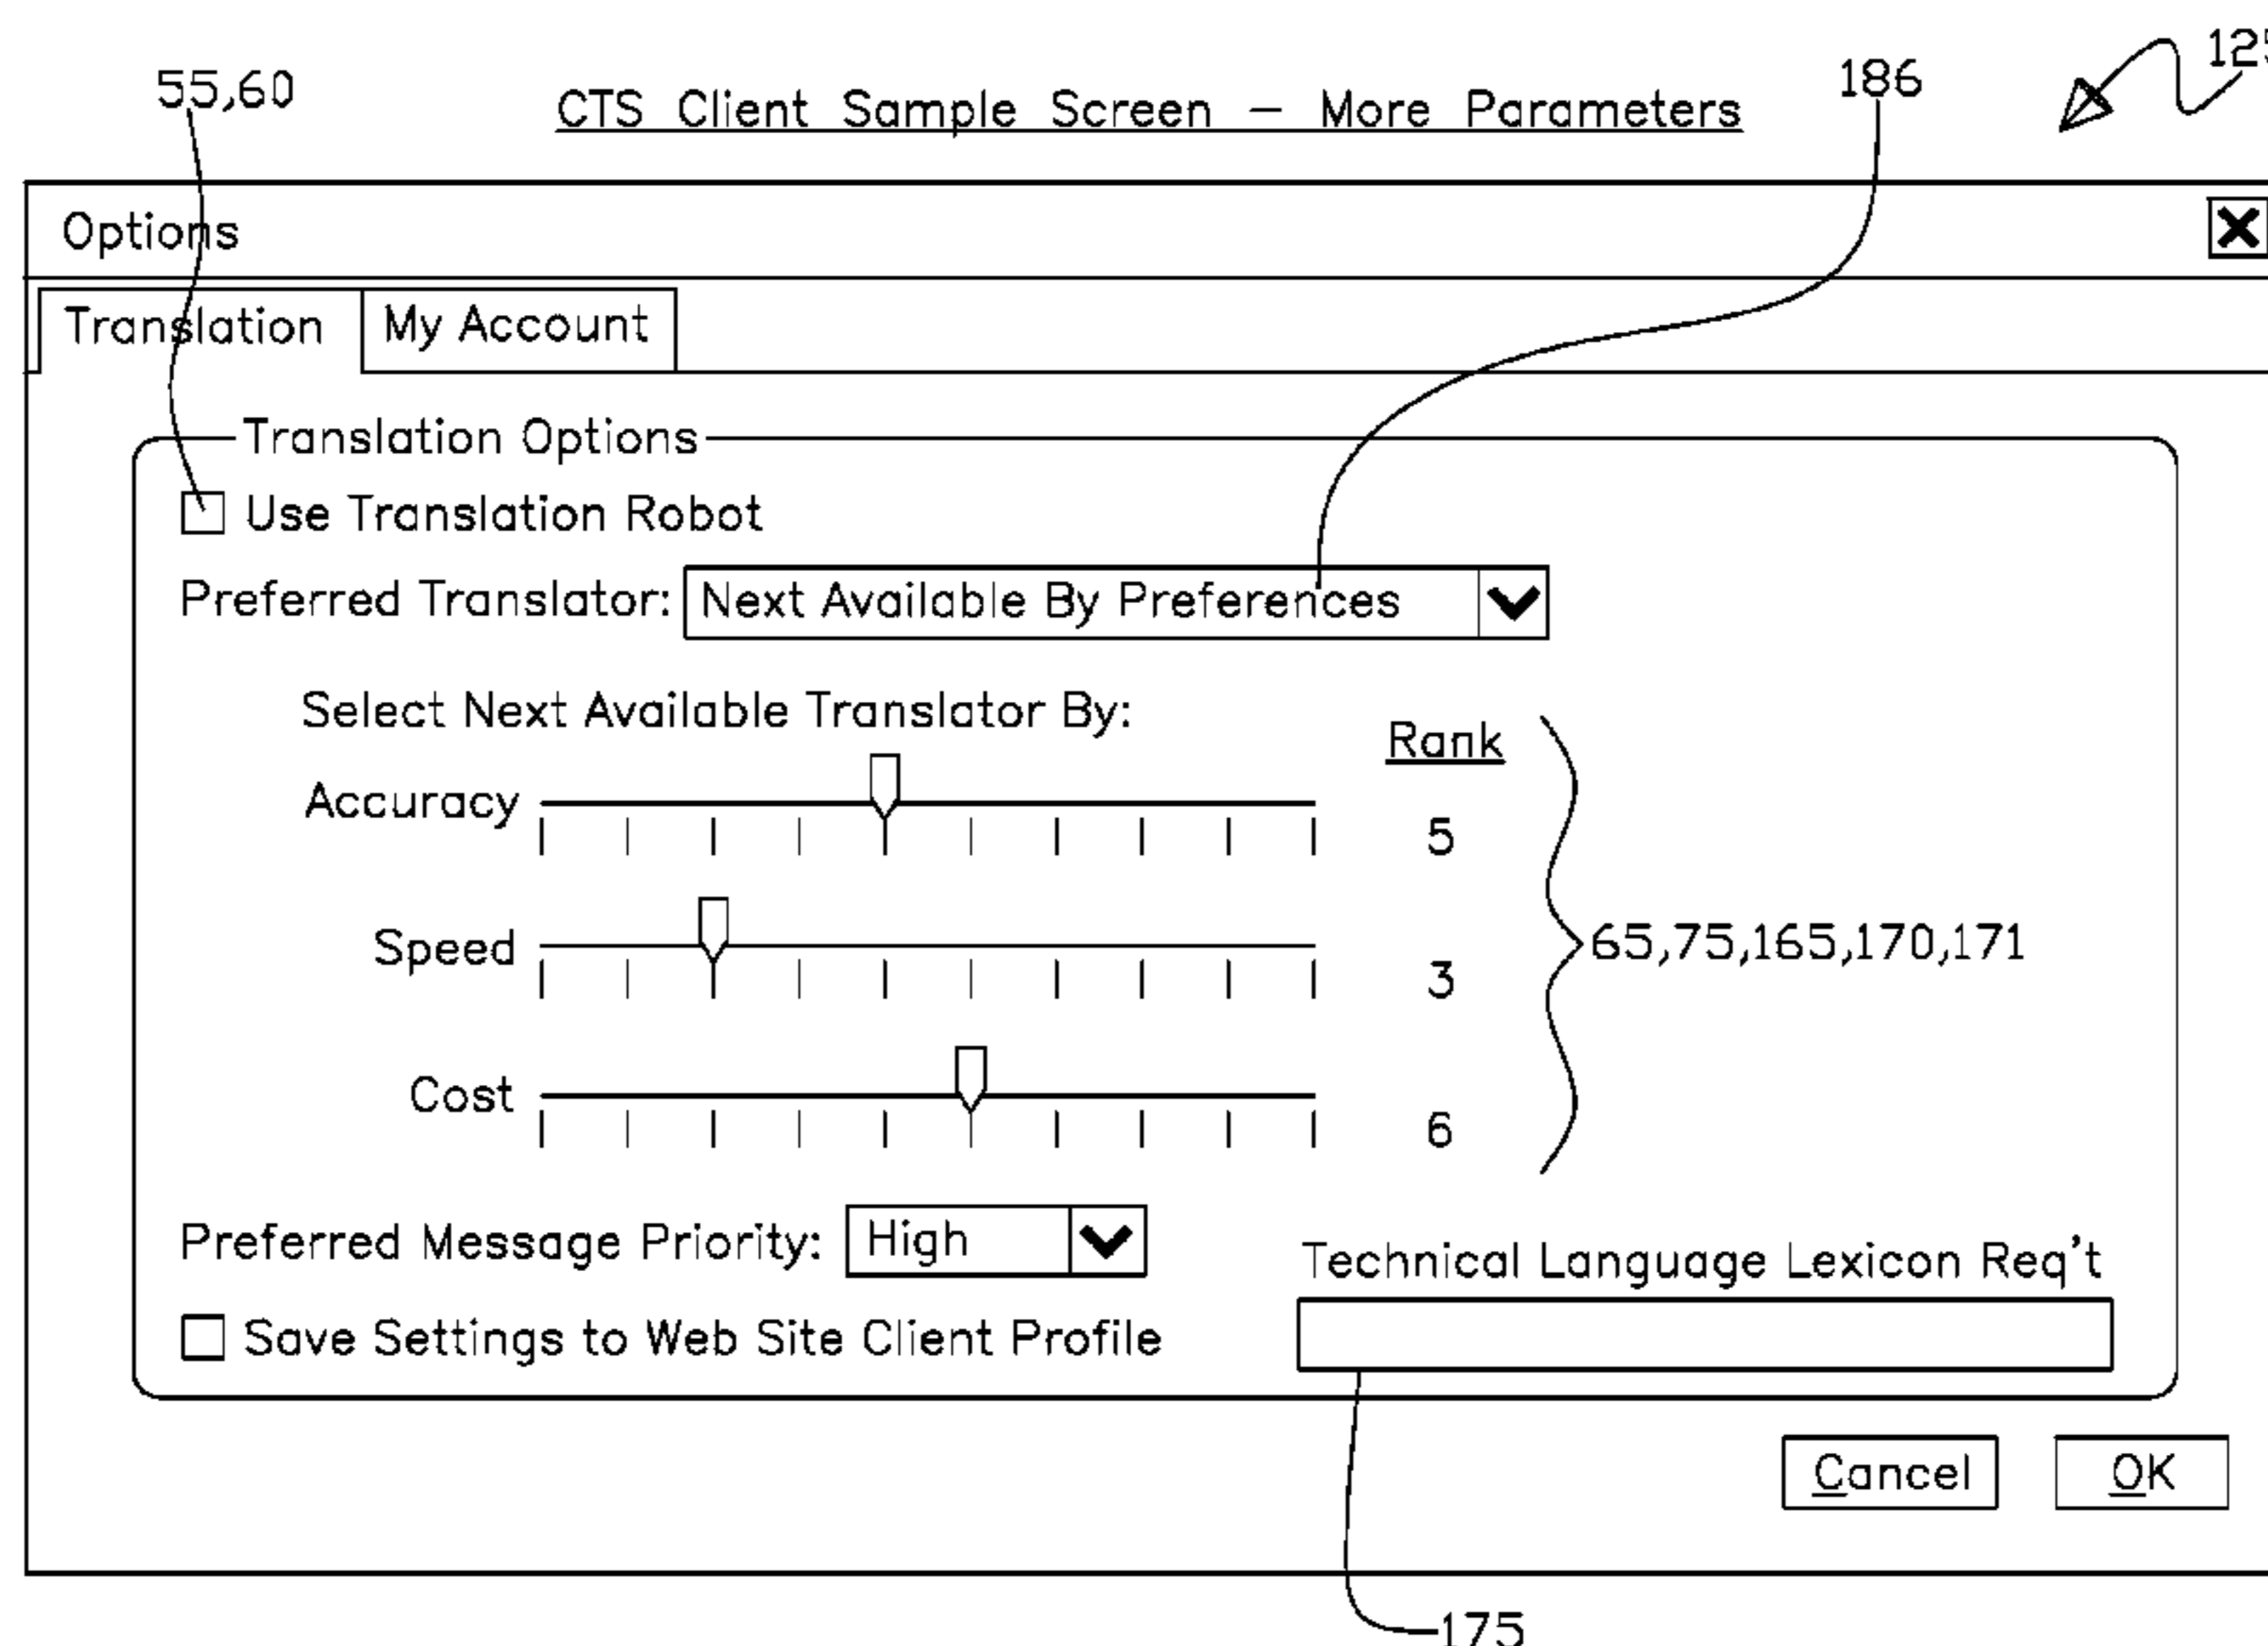 55,60
CTS Client Sample Screen – More Parameters
186
125
Options
Translation
My Account
Translation Options
Use Translation Robot
Preferred Translator: Next Available By Preferences
Select Next Available Translator By:
Rank
Accuracy
5
Speed
3
65,75,165,170,171
Cost
6
Preferred Message Priority: High
Technical Language Lexicon Req't
Save Settings to Web Site Client Profile
Cancel
OK
175